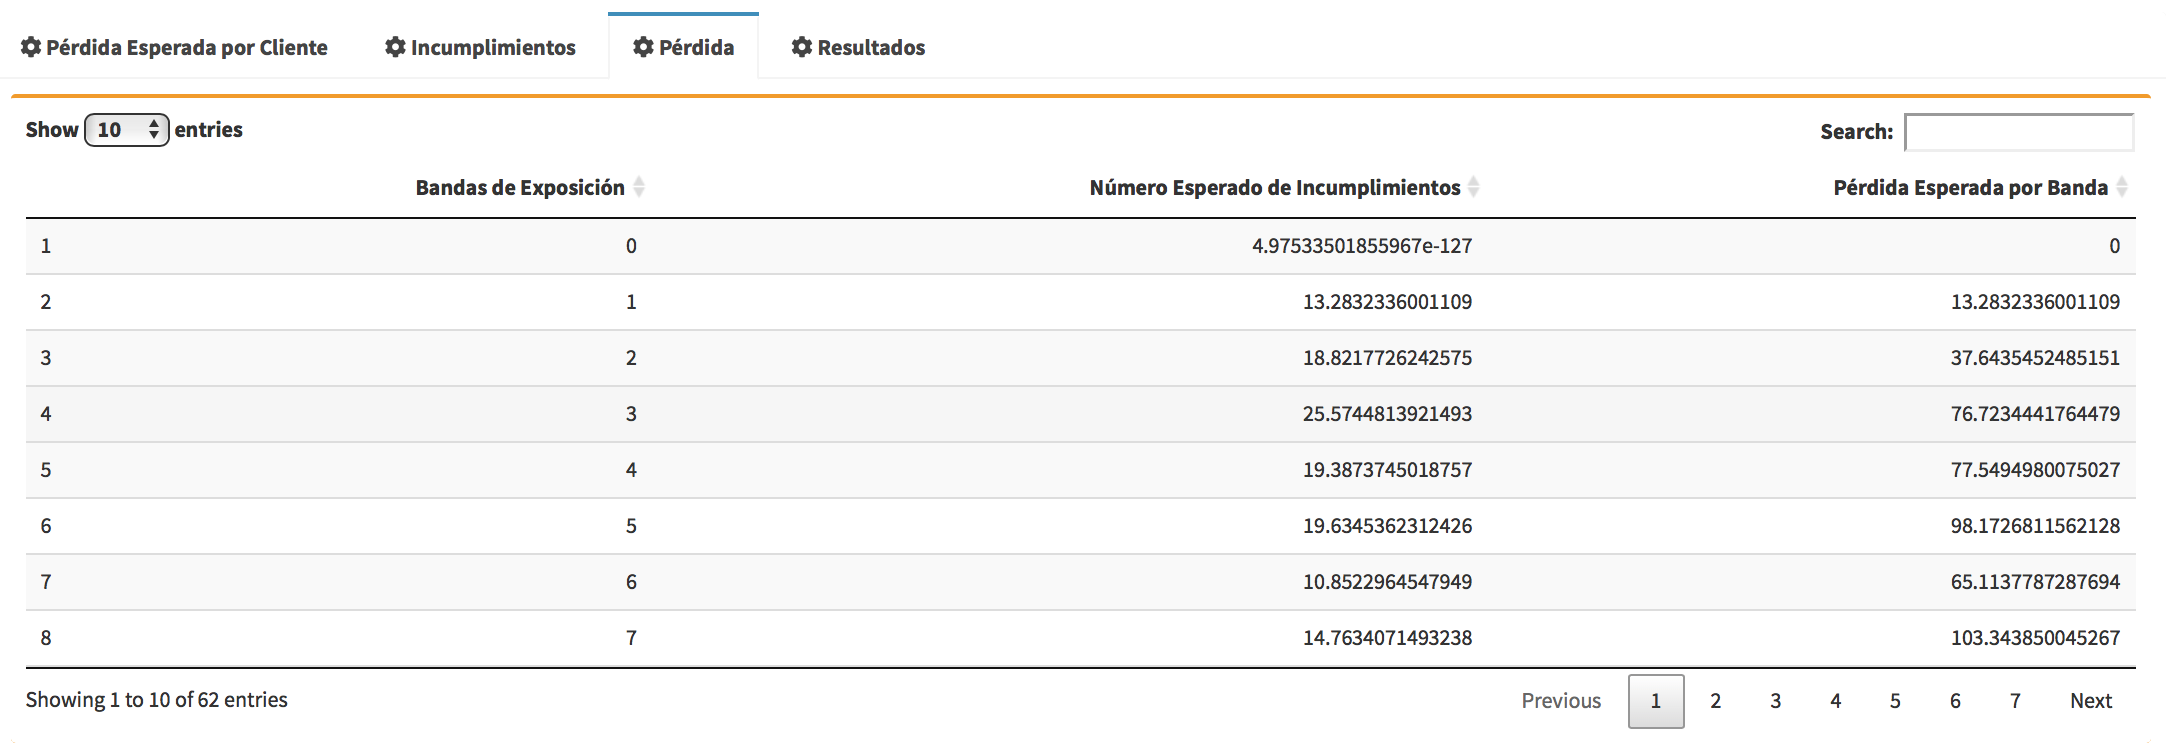 Pérdida Esperada por Cliente Incumplimientos Pérdida Resultados
Show 10 entries Search:
Bandas de Exposición Número Esperado de Incumplimientos Pérdida Esperada por Banda
1 0 4.97533501855967e-127 0
2 1 13.2832336001109 13.2832336001109
3 2 18.8217726242575 37.6435452485151
4 3 25.5744813921493 76.7234441764479
5 4 19.3873745018757 77.5494980075027
6 5 19.6345362312426 98.1726811562128
7 6 10.8522964547949 65.1137787287694
8 7 14.7634071493238 103.343850045267
Showing 1 to 10 of 62 entries Previous 1 2 3 4 5 6 7 Next